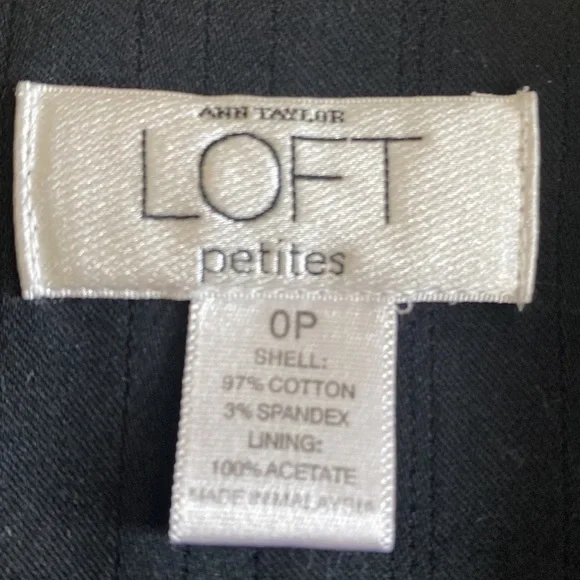 ANN TAYLOR
LOFT
petites
0P
SHELL:
97% COTTON
3% SPANDEX
LINING:
100% ACETATE
MADE IN MALAYSIA